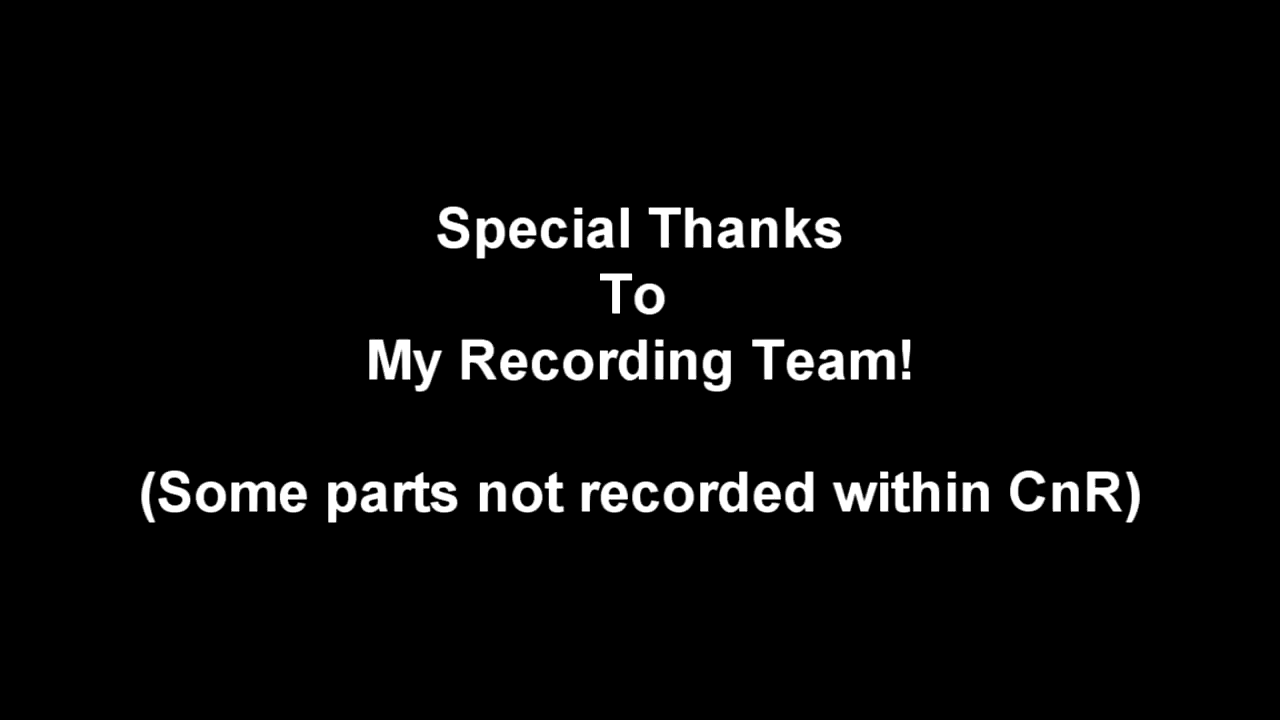 Special Thanks
To
My Recording Team!
(Some parts not recorded within CnR)